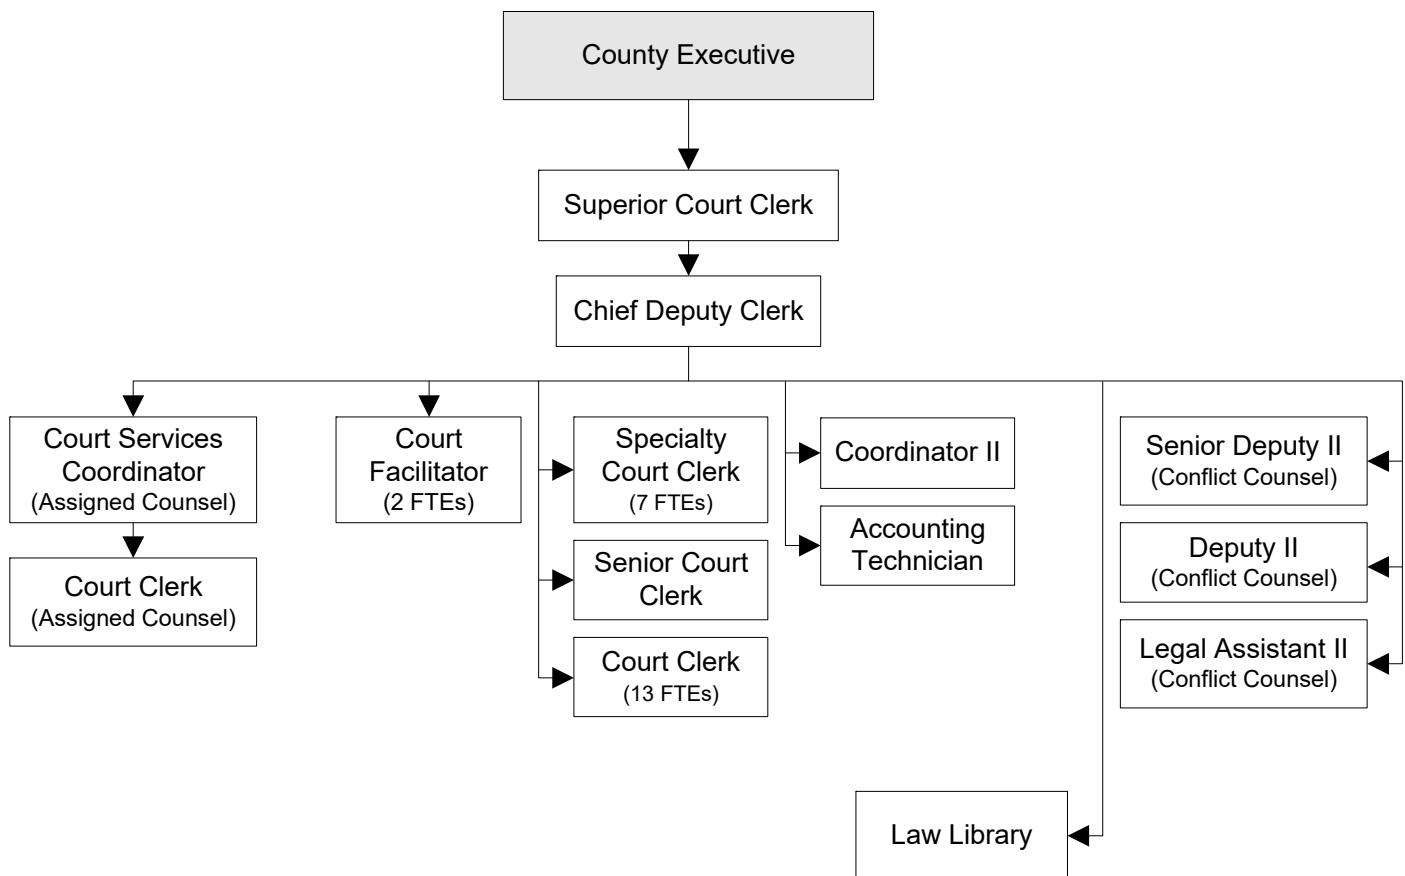 County Executive
Superior Court Clerk
Chief Deputy Clerk
Court Services
Coordinator
(Assigned Counsel)
Court Clerk
(Assigned Counsel)
Court
Facilitator
(2 FTEs)
Specialty
Court Clerk
(7 FTEs)
Senior Court
Clerk
Court Clerk
(13 FTEs)
Coordinator II
Accounting
Technician
Senior Deputy II
(Conflict Counsel)
Deputy II
(Conflict Counsel)
Legal Assistant II
(Conflict Counsel)
Law Library